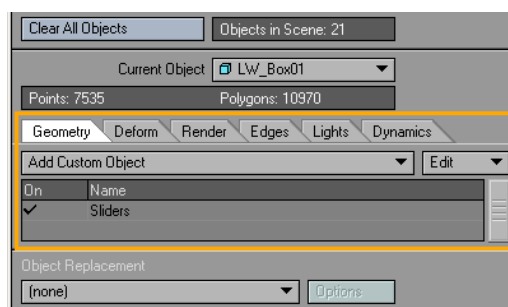 Clear All Objects Objects in Scene: 21
Current Object LW_Box01
Points: 7535 Polygons: 10970
Geometry Deform Render Edges Lights Dynamics
Add Custom Object Edit
On Name
Sliders
Object Replacement
(none) Options